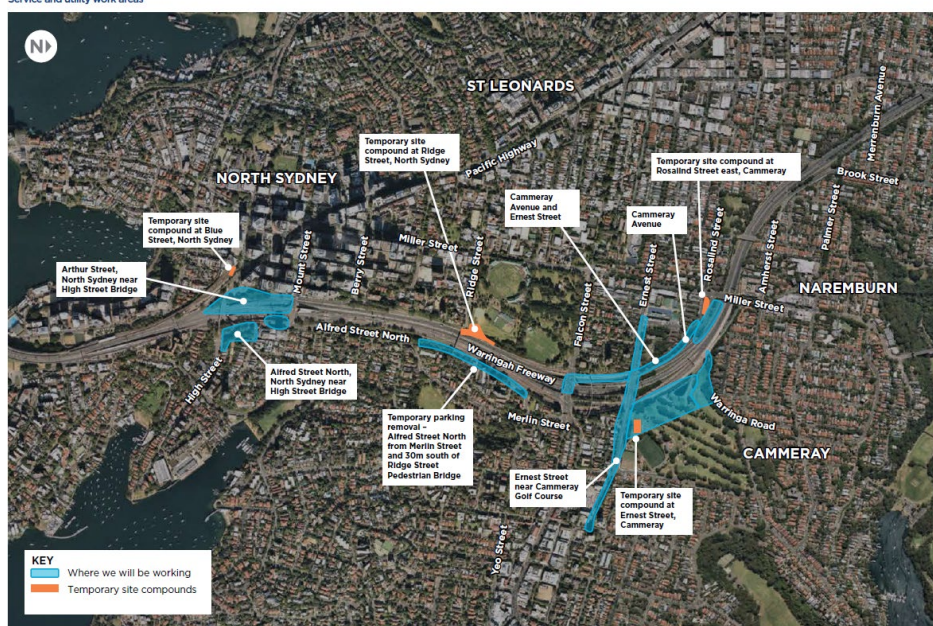 Service and utility work areas
N
ST LEONARDS
Merrenburn Avenue
Temporary site
compound at Ridge
Street, North Sydney
Pacific Highway
Temporary site compound at
Rosalind Street east, Cammeray
Brook Street
NORTH SYDNEY
Cammeray
Avenue and
Ernest Street
Cammeray
Avenue
Palmer Street
Temporary site
compound at Blue
Street, North Sydney
Mount Street
Berry Street
Miller Street
Ridge Street
Ernest Street
Rosalind Street
Amherst Street
Arthur Street,
North Sydney near
High Street Bridge
Falcon Street
Miller Street
NAREMBURN
Alfred Street North
Warringah Freeway
High Street
Alfred Street North,
North Sydney near
High Street Bridge
Temporary parking
removal –
Alfred Street North
from Merlin Street
and 30m south of
Ridge Street
Pedestrian Bridge
Merlin Street
Warringa Road
CAMMERAY
Ernest Street
near Cammeray
Golf Course
Temporary site
compound at
Ernest Street,
Cammeray
Yeo Street
KEY
Where we will be working
Temporary site compounds